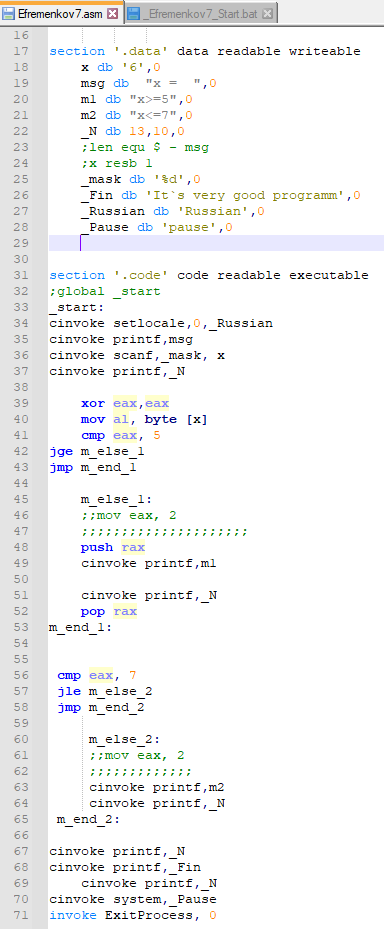 Efremenkov7.asm _Efremenkov7_Start.bat
16
17 section '.data' data readable writeable
18 x db '6',0
19 msg db  "x =  ",0
20 m1 db "x>=5",0
21 m2 db "x<=7",0
22 _N db 13,10,0
23 ;len equ $ - msg
24 ;x resb 1
25 _mask db '%d',0
26 _Fin db 'It`s very good programm',0
27 _Russian db 'Russian',0
28 _Pause db 'pause',0
29
30
31 section '.code' code readable executable
32 ;global _start
33 _start:
34 cinvoke setlocale,0,_Russian
35 cinvoke printf,msg
36 cinvoke scanf,_mask, x
37 cinvoke printf,_N
38
39 xor eax,eax
40 mov al, byte [x]
41 cmp eax, 5
42 jge m_else_1
43 jmp m_end_1
44
45 m_else_1:
46 ;;mov eax, 2
47 ;;;;;;;;;;;;;;;;;;;;;
48 push rax
49 cinvoke printf,m1
50
51 cinvoke printf,_N
52 pop rax
53 m_end_1:
54
55
56 cmp eax, 7
57 jle m_else_2
58 jmp m_end_2
59
60 m_else_2:
61 ;;mov eax, 2
62 ;;;;;;;;;;;;;
63 cinvoke printf,m2
64 cinvoke printf,_N
65 m_end_2:
66
67 cinvoke printf,_N
68 cinvoke printf,_Fin
69 cinvoke printf,_N
70 cinvoke system,_Pause
71 invoke ExitProcess, 0